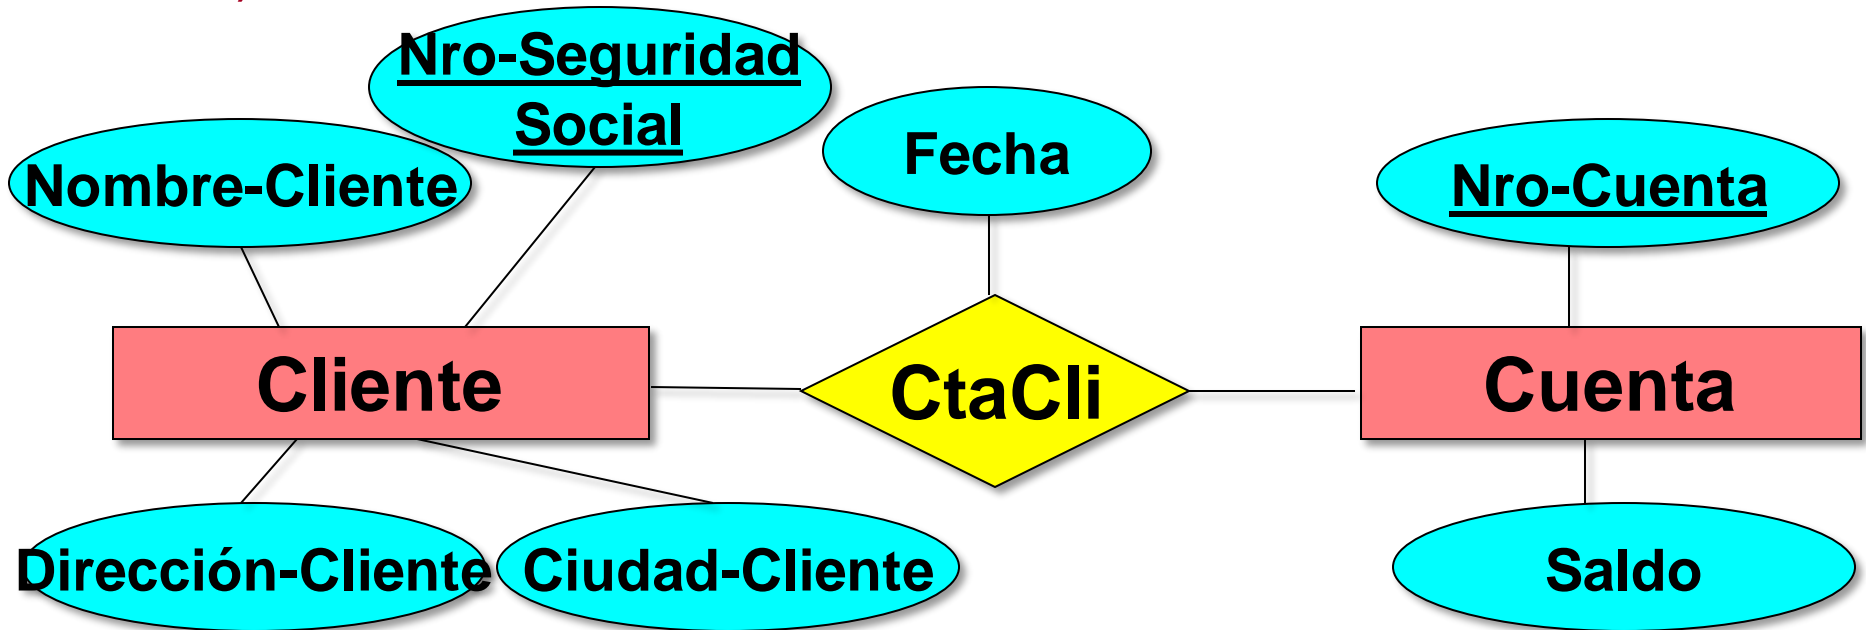 Nro-Seguridad
Social
Fecha
Nombre-Cliente
Nro-Cuenta
Cliente
CtaCli
Cuenta
Dirección-Cliente
Ciudad-Cliente
Saldo